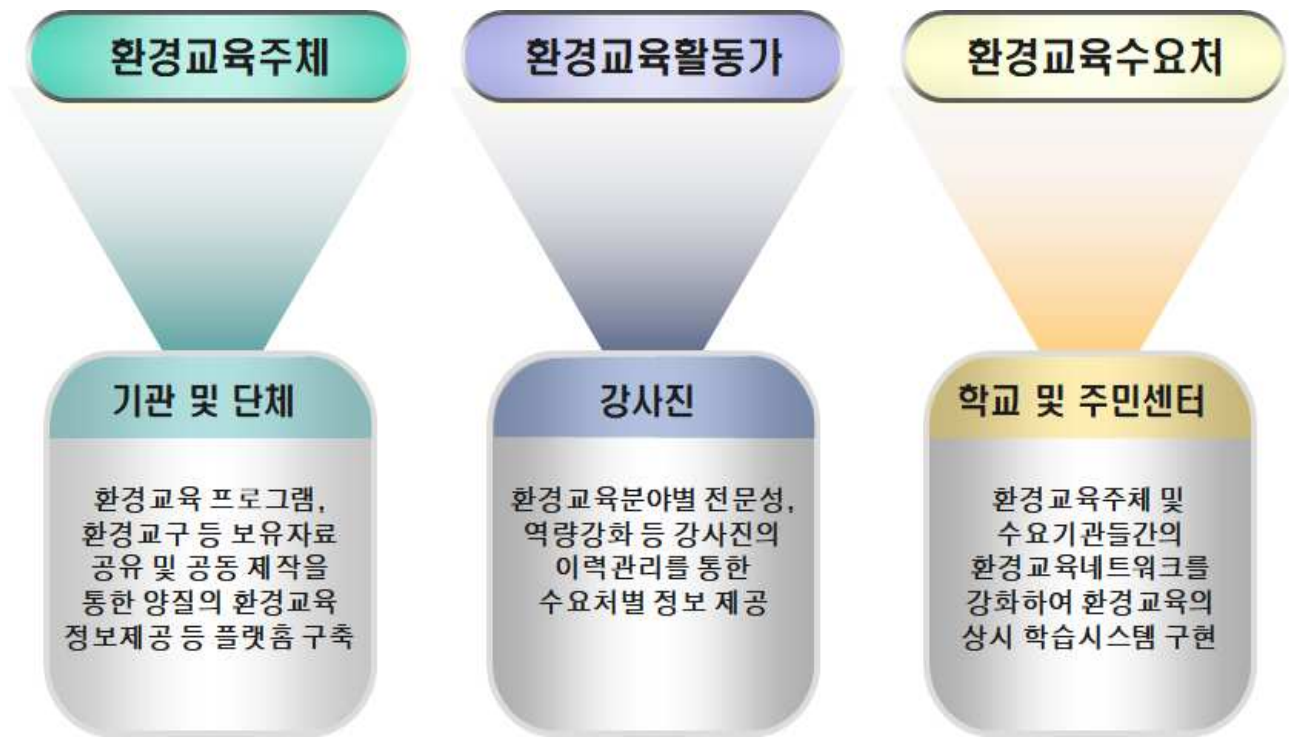 환경교육주체
기관 및 단체
환경교육 프로그램,
환경교구 등 보유자료
공유 및 공동 제작을
통한 양질의 환경교육
정보제공 등 플랫홈 구축
환경교육활동가
강사진
환경교육분야별 전문성,
역량강화 등 강사진의
이력관리를 통한
수요처별 정보 제공
환경교육수요처
학교 및 주민센터
환경교육주체 및
수요기관들간의
환경교육네트워크를
강화하여 환경교육의
상시 학습시스템 구현